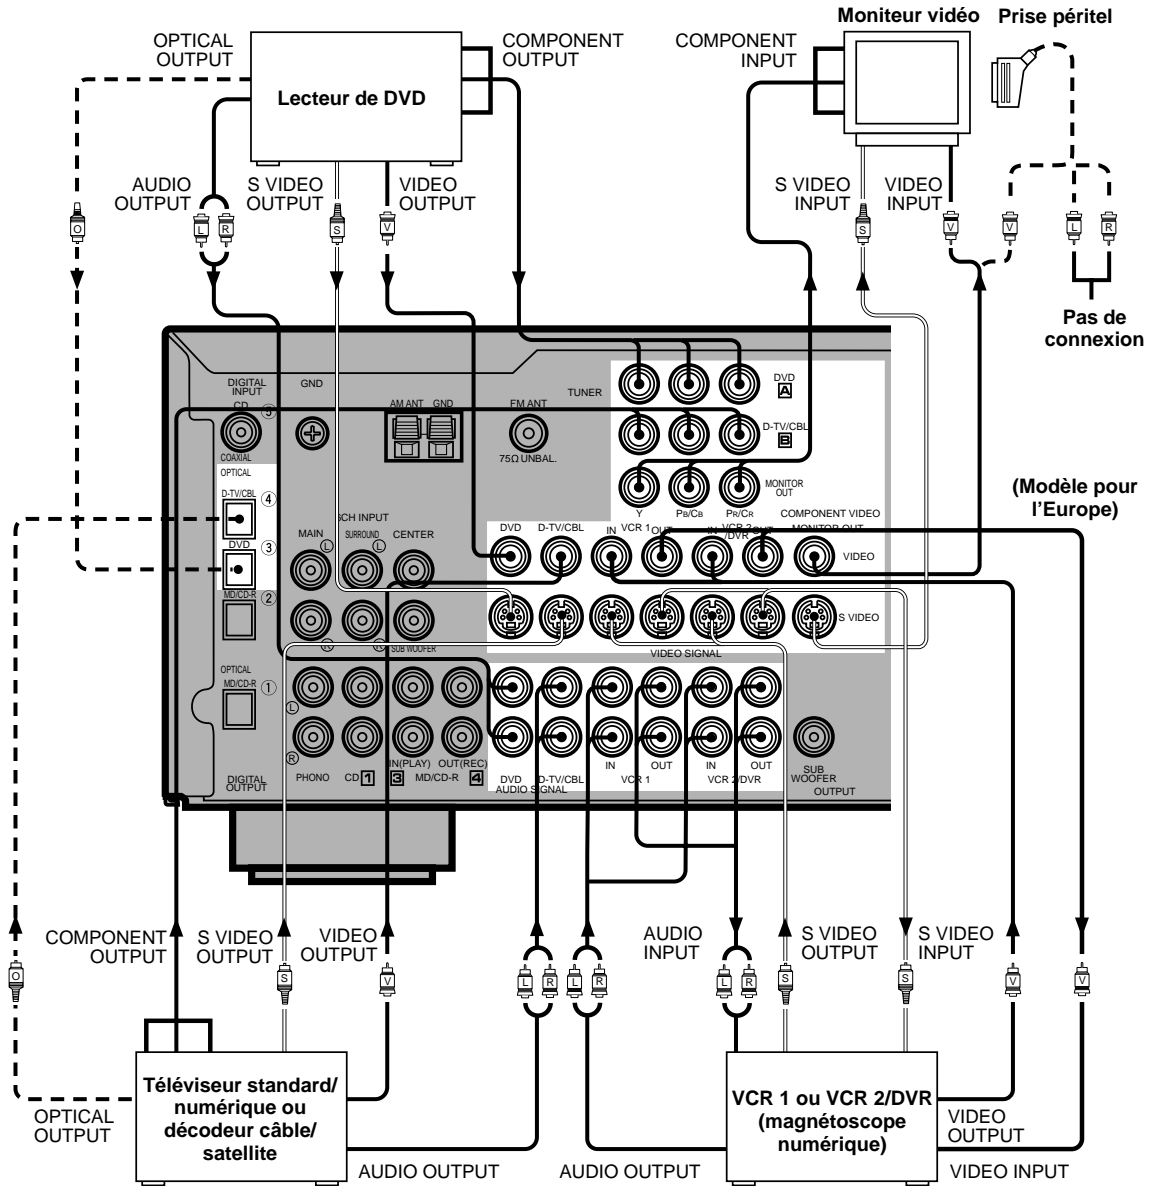 Moniteur vidéo
Prise péritel
OPTICAL
OUTPUT
COMPONENT
OUTPUT
COMPONENT
INPUT
Lecteur de DVD
AUDIO
OUTPUT
S VIDEO
OUTPUT
VIDEO
OUTPUT
S VIDEO
INPUT
VIDEO
INPUT
O
L
R
S
V
S
V
V
L
R
Pas de
connexion
DIGITAL
INPUT
CD
5
COAXIAL
GND
AM ANT
GND
FM ANT
75Ω UNBAL.
TUNER
DVD
A
D-TV/CBL
B
MONITOR
OUT
Y
PB/CB
PR/CR
COMPONENT VIDEO
(Modèle pour
l'Europe)
OPTICAL
D-TV/CBL
4
DVD
3
MD/CD-R
2
OPTICAL
MD/CD-R
1
DIGITAL
OUTPUT
6CH INPUT
MAIN
L
SURROUND
L
CENTER
R
R
SUB WOOFER
DVD
D-TV/CBL
IN
VCR 1
OUT
IN
VCR 2
/DVR
OUT
MONITOR OUT
VIDEO
S VIDEO
VIDEO SIGNAL
L
R
PHONO
CD
1
IN(PLAY)
OUT(REC)
3
MD/CD-R
4
DVD
D-TV/CBL
AUDIO SIGNAL
IN
OUT
VCR 1
IN
OUT
VCR 2/DVR
SUB
WOOFER
OUTPUT
COMPONENT
OUTPUT
S VIDEO
OUTPUT
VIDEO
OUTPUT
AUDIO
INPUT
S VIDEO
OUTPUT
S VIDEO
INPUT
O
S
V
L
R
L
R
L
R
S
S
V
V
Téléviseur standard/
numérique ou
décodeur câble/
satellite
OPTICAL
OUTPUT
AUDIO OUTPUT
AUDIO OUTPUT
VCR 1 ou VCR 2/DVR
(magnétoscope
numérique)
VIDEO
OUTPUT
VIDEO INPUT